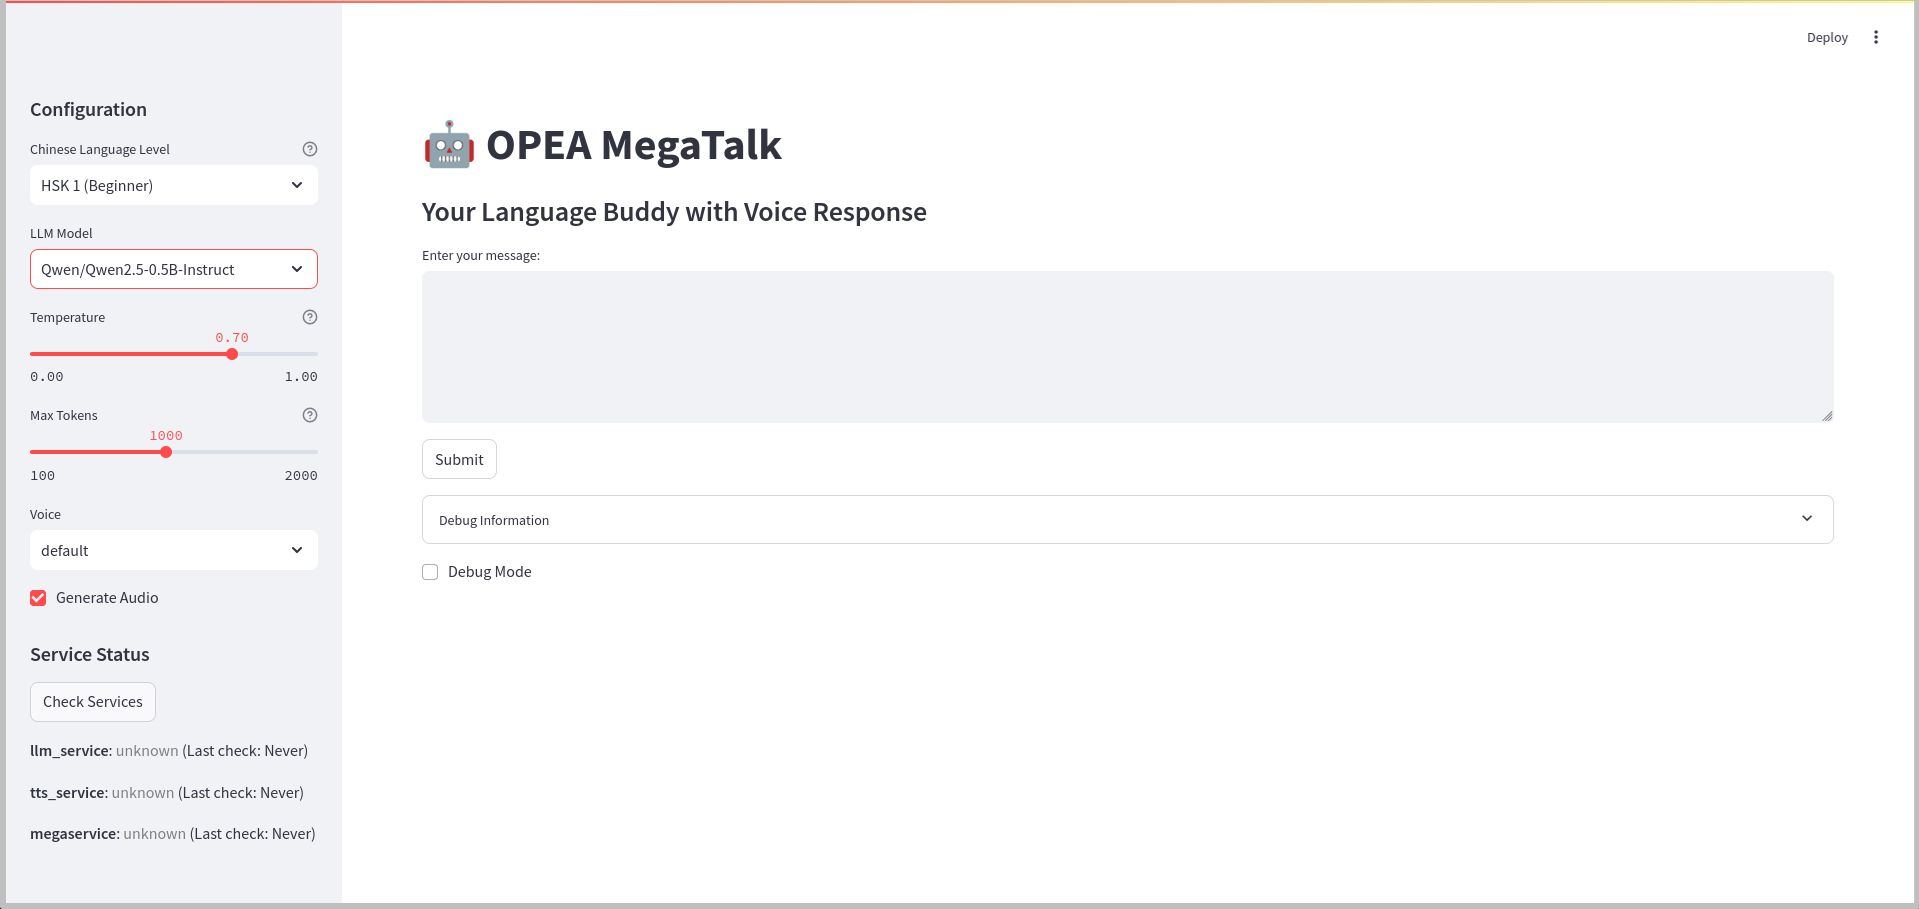 Deploy
Configuration
Chinese Language Level
HSK 1 (Beginner)
LLM Model
Qwen/Qwen2.5-0.5B-Instruct
Temperature
0.70
0.00 1.00
Max Tokens
1000
100 2000
Voice
default
Generate Audio
Service Status
Check Services
llm_service: unknown (Last check: Never)
tts_service: unknown (Last check: Never)
megaservice: unknown (Last check: Never)
OPEA MegaTalk
Your Language Buddy with Voice Response
Enter your message:
Submit
Debug Information
Debug Mode